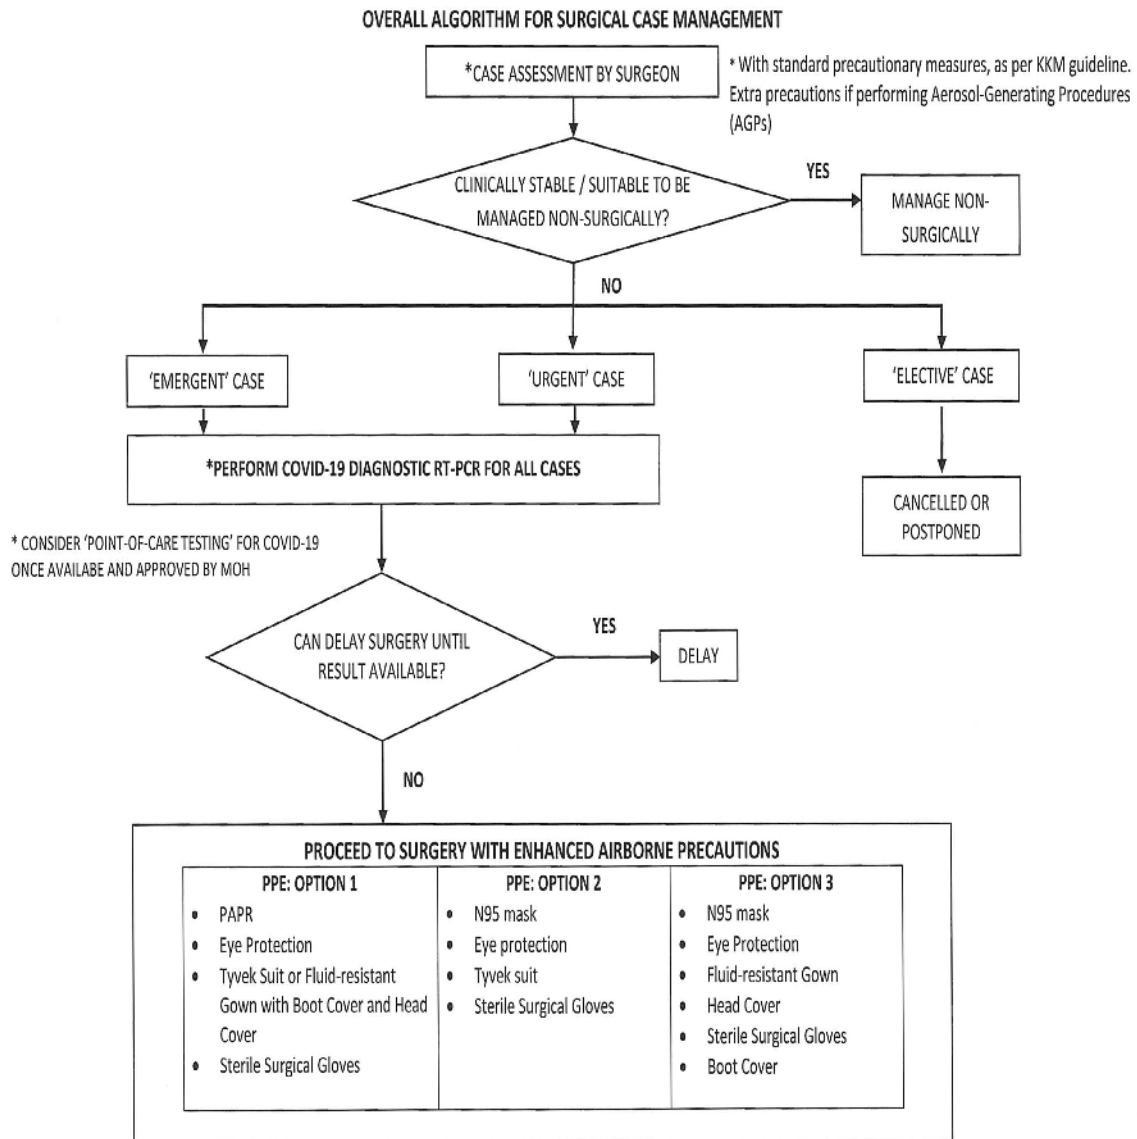 OVERALL ALGORITHM FOR SURGICAL CASE MANAGEMENT
*CASE ASSESSMENT BY SURGEON
* With standard precautionary measures, as per KKM guideline.
Extra precautions if performing Aerosol-Generating Procedures
(AGPs)
CLINICALLY STABLE / SUITABLE TO BE
MANAGED NON-SURGICALLY?
YES
MANAGE NON-
SURGICALLY
NO
'EMERGENT' CASE
'URGENT' CASE
'ELECTIVE' CASE
*PERFORM COVID-19 DIAGNOSTIC RT-PCR FOR ALL CASES
CANCELLED OR
POSTPONED
* CONSIDER 'POINT-OF-CARE TESTING' FOR COVID-19
ONCE AVAILABE AND APPROVED BY MOH
CAN DELAY SURGERY UNTIL
RESULT AVAILABLE?
YES
DELAY
NO
PROCEED TO SURGERY WITH ENHANCED AIRBORNE PRECAUTIONS
PPE: OPTION 1
• PAPR
• Eye Protection
• Tyvek Suit or Fluid-resistant
Gown with Boot Cover and Head
Cover
• Sterile Surgical Gloves
PPE: OPTION 2
• N95 mask
• Eye protection
• Tyvek suit
• Sterile Surgical Gloves
PPE: OPTION 3
• N95 mask
• Eye Protection
• Fluid-resistant Gown
• Head Cover
• Sterile Surgical Gloves
• Boot Cover